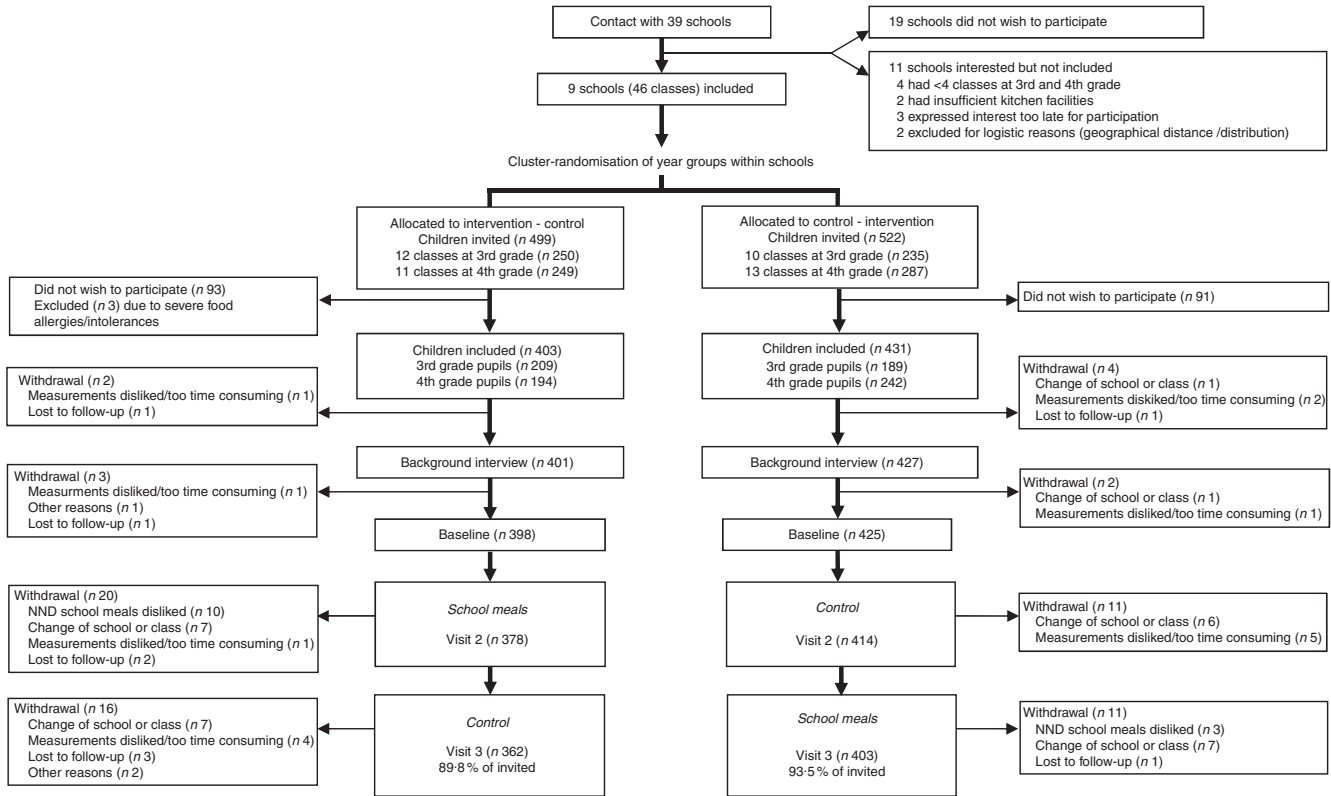 Contact with 39 schools
19 schools did not wish to participate
11 schools interested but not included
4 had <4 classes at 3rd and 4th grade
2 had insufficient kitchen facilities
3 expressed interest too late for participation
2 excluded for logistic reasons (geographical distance /distribution)
9 schools (46 classes) included
Cluster-randomisation of year groups within schools
Allocated to intervention - control
Children invited (n 499)
12 classes at 3rd grade (n 250)
11 classes at 4th grade (n 249)
Allocated to control - intervention
Children invited (n 522)
10 classes at 3rd grade (n 235)
13 classes at 4th grade (n 287)
Did not wish to participate (n 93)
Excluded (n 3) due to severe food
allergies/intolerances
Did not wish to participate (n 91)
Children included (n 403)
3rd grade pupils (n 209)
4th grade pupils (n 194)
Children included (n 431)
3rd grade pupils (n 189)
4th grade pupils (n 242)
Withdrawal (n 2)
Measurements disliked/too time consuming (n 1)
Lost to follow-up (n 1)
Withdrawal (n 4)
Change of school or class (n 1)
Measurements diskiked/too time consuming (n 2)
Lost to follow-up (n 1)
Background interview (n 401)
Background interview (n 427)
Withdrawal (n 3)
Measurments disliked/too time consuming (n 1)
Other reasons (n 1)
Lost to follow-up (n 1)
Withdrawal (n 2)
Change of school or class (n 1)
Measurements disliked/too time consuming (n 1)
Baseline (n 398)
Baseline (n 425)
Withdrawal (n 20)
NND school meals disliked (n 10)
Change of school or class (n 7)
Measurements disliked/too time consuming (n 1)
Lost to follow-up (n 2)
School meals
Visit 2 (n 378)
Control
Visit 2 (n 414)
Withdrawal (n 11)
Change of school or class (n 6)
Measurements disliked/too time consuming (n 5)
Withdrawal (n 16)
Change of school or class (n 7)
Measurements disliked/too time consuming (n 4)
Lost to follow-up (n 3)
Other reasons (n 2)
Control
Visit 3 (n 362)
89·8 % of invited
School meals
Visit 3 (n 403)
93·5 % of invited
Withdrawal (n 11)
NND school meals disliked (n 3)
Change of school or class (n 7)
Lost to follow-up (n 1)